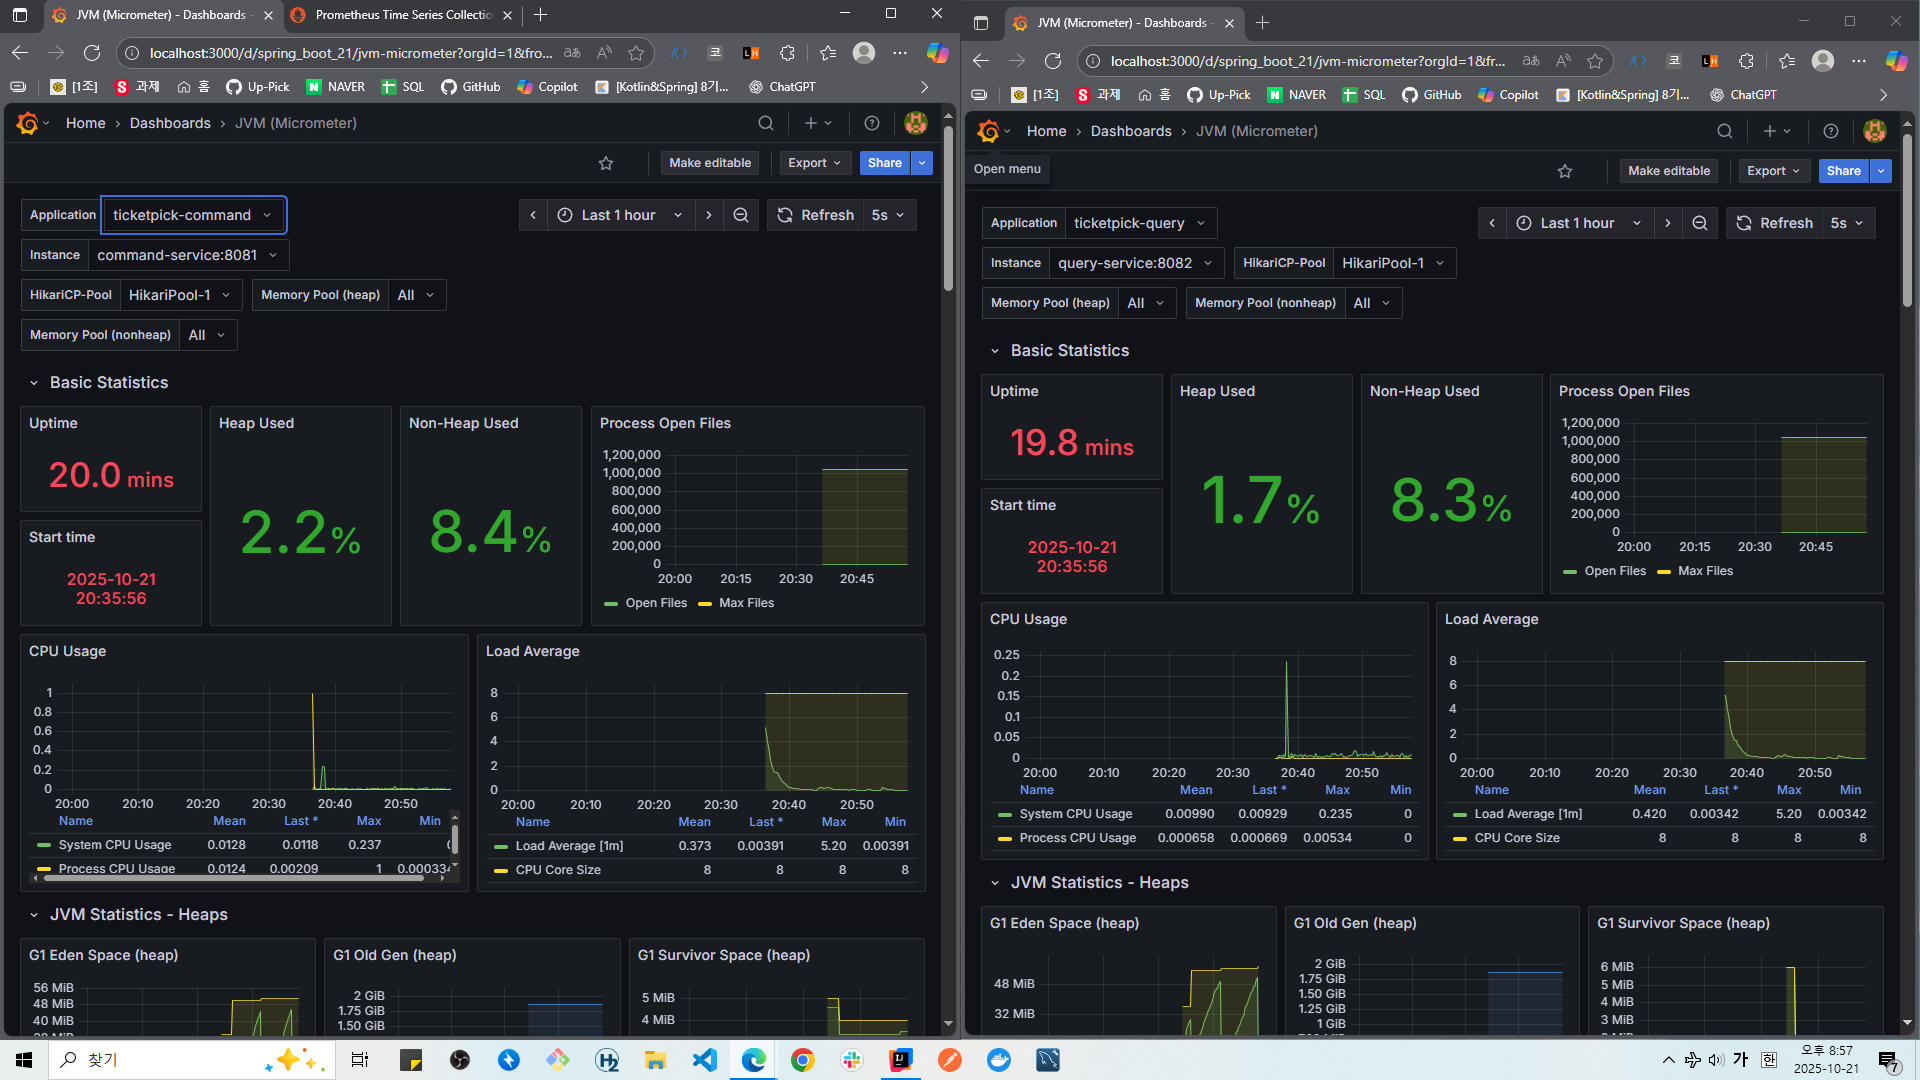 JVM (Micrometer) - Dashboards -
Prometheus Time Series Collectio
localhost:3000/d/spring_boot_21/jvm-micrometer?orgId=1&fro...
[1조]
과제
홈
Up-Pick
NAVER
SQL
GitHub
Copilot
[Kotlin&Spring] 8기...
ChatGPT
Home › Dashboards › JVM (Micrometer)
Make editable
Export
Share
Application ticketpick-command
Last 1 hour
Refresh 5s
Instance command-service:8081
HikariCP-Pool HikariPool-1
Memory Pool (heap) All
Memory Pool (nonheap) All
Basic Statistics
Uptime
20.0 mins
Start time
2025-10-21
20:35:56
Heap Used
2.2%
Non-Heap Used
8.4%
Process Open Files
1,200,000
1,000,000
800,000
600,000
400,000
200,000
0
20:00 20:15 20:30 20:45
Open Files Max Files
CPU Usage
1
0.8
0.6
0.4
0.2
0
20:00 20:10 20:20 20:30 20:40 20:50
Name Mean Last * Max Min
System CPU Usage 0.0128 0.0118 0.237
Process CPU Usage 0.0124 0.00209 1 0.000334
Load Average
8
6
4
2
0
20:00 20:10 20:20 20:30 20:40 20:50
Name Mean Last * Max Min
Load Average [1m] 0.373 0.00391 5.20 0.00391
CPU Core Size 8 8 8 8
JVM Statistics - Heaps
G1 Eden Space (heap)
56 MiB
48 MiB
40 MiB
G1 Old Gen (heap)
2 GiB
1.75 GiB
1.50 GiB
G1 Survivor Space (heap)
5 MiB
4 MiB
JVM (Micrometer) - Dashboards -
localhost:3000/d/spring_boot_21/jvm-micrometer?orgId=1&fr...
[1조]
과제
홈
Up-Pick
NAVER
SQL
GitHub
Copilot
[Kotlin&Spring] 8기...
ChatGPT
Home › Dashboards › JVM (Micrometer)
Open menu
Make editable
Export
Share
Application ticketpick-query
Last 1 hour
Refresh 5s
Instance query-service:8082
HikariCP-Pool HikariPool-1
Memory Pool (heap) All
Memory Pool (nonheap) All
Basic Statistics
Uptime
19.8 mins
Start time
2025-10-21
20:35:56
Heap Used
1.7%
Non-Heap Used
8.3%
Process Open Files
1,200,000
1,000,000
800,000
600,000
400,000
200,000
0
20:00 20:15 20:30 20:45
Open Files Max Files
CPU Usage
0.25
0.2
0.15
0.1
0.05
0
20:00 20:10 20:20 20:30 20:40 20:50
Name Mean Last * Max Min
System CPU Usage 0.00990 0.00929 0.235 0
Process CPU Usage 0.000658 0.000669 0.00534 0
Load Average
8
6
4
2
0
20:00 20:10 20:20 20:30 20:40 20:50
Name Mean Last * Max Min
Load Average [1m] 0.420 0.00342 5.20 0.00342
CPU Core Size 8 8 8 8
JVM Statistics - Heaps
G1 Eden Space (heap)
48 MiB
32 MiB
G1 Old Gen (heap)
2 GiB
1.75 GiB
1.50 GiB
1.25 GiB
1 GiB
G1 Survivor Space (heap)
6 MiB
5 MiB
4 MiB
3 MiB
찾기
가
오후 8:57
2025-10-21
7